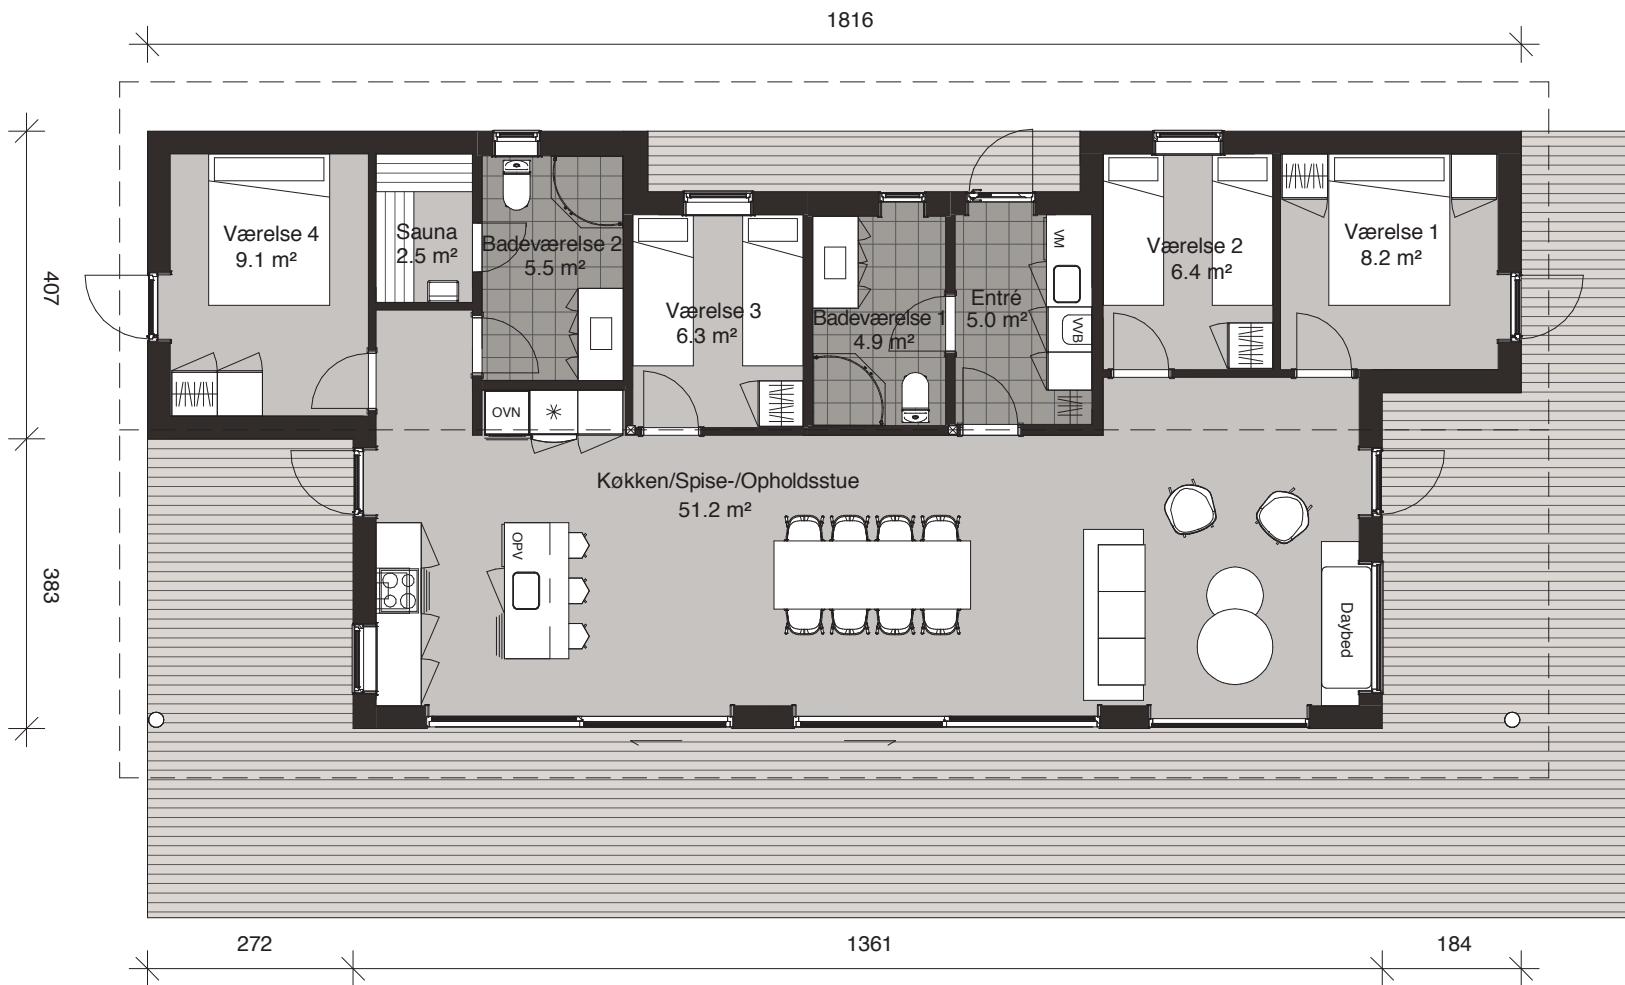 1816
407
383
Værelse 4
9.1 m²
Sauna
2.5 m²
Badeværelse 2
5.5 m²
Værelse 3
6.3 m²
Badeværelse 1
4.9 m²
Entré
5.0 m²
VM
VVB
Værelse 2
6.4 m²
Værelse 1
8.2 m²
OVN
Køkken/Spise-/Opholdsstue
51.2 m²
OPV
Daybed
272
1361
184